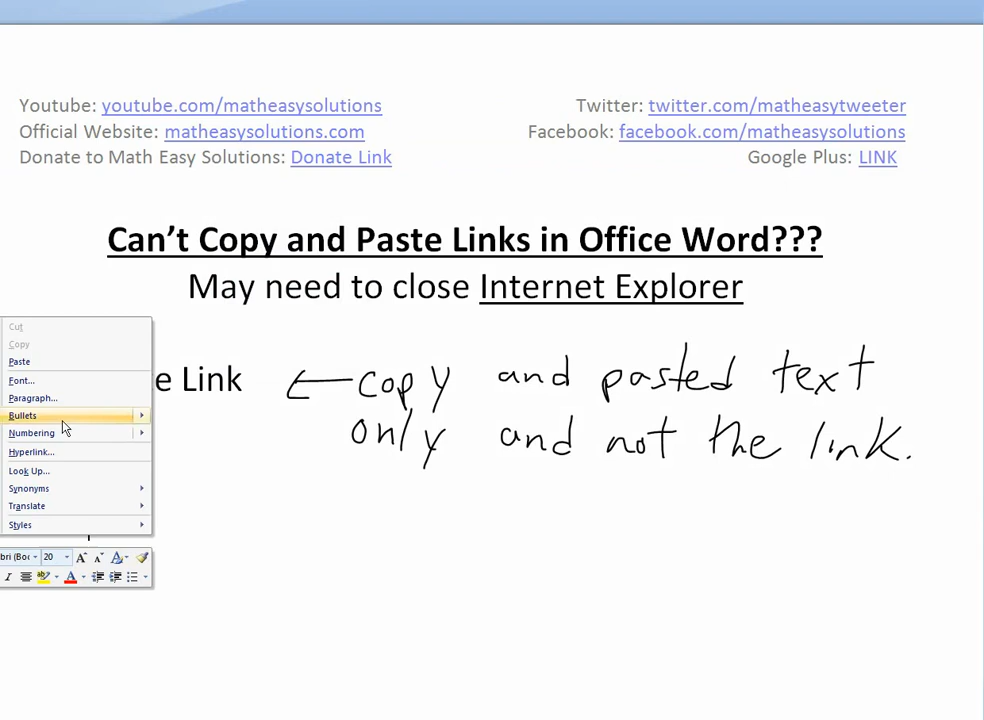 Youtube: youtube.com/matheasysolutions
Twitter: twitter.com/matheasytweeter
Official Website: matheasysolutions.com
Facebook: facebook.com/matheasysolutions
Donate to Math Easy Solutions: Donate Link
Google Plus: LINK
Can't Copy and Paste Links in Office Word???
May need to close Internet Explorer
e Link
← copy and pasted text
only and not the link.
Cut
Copy
Paste
Font...
Paragraph...
Bullets
Numbering
Hyperlink...
Look Up...
Synonyms
Translate
Styles
bri (Boc 20 A A A
I A